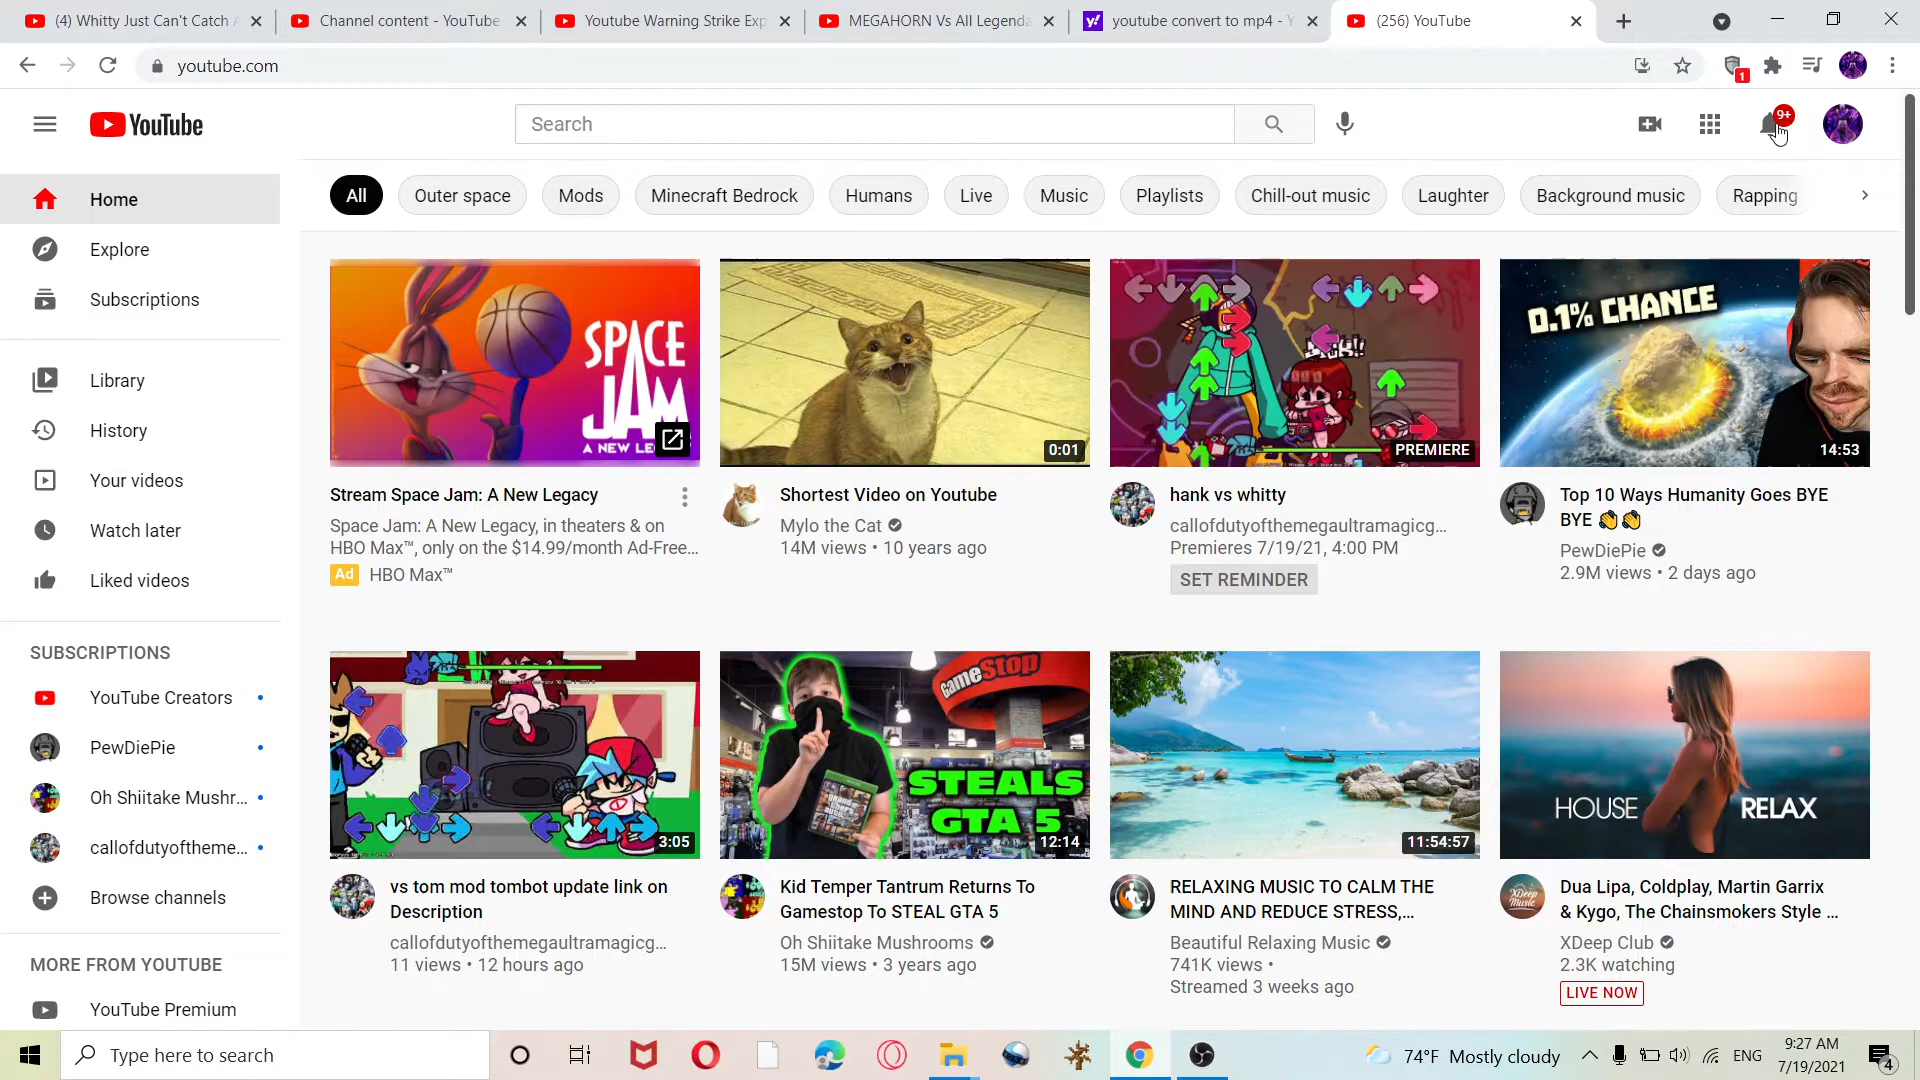 (4) Whitty Just Can't Catch A
Channel content - YouTube
Youtube Warning Strike Exp
MEGAHORN Vs All Legenda
youtube convert to mp4 - Y
(256) YouTube
youtube.com
1
YouTube
Search
9+
Home
Explore
Subscriptions
Library
History
Your videos
Watch later
Liked videos
SUBSCRIPTIONS
YouTube Creators
PewDiePie
Oh Shiitake Mushr...
callofdutyoftheme...
Browse channels
MORE FROM YOUTUBE
YouTube Premium
All
Outer space
Mods
Minecraft Bedrock
Humans
Live
Music
Playlists
Chill-out music
Laughter
Background music
Rapping
SPACE
JAM
A NEW LE
Stream Space Jam: A New Legacy
Space Jam: A New Legacy, in theaters & on
HBO Max™, only on the $14.99/month Ad-Free...
Ad HBO Max™
0:01
Shortest Video on Youtube
Mylo the Cat
14M views • 10 years ago
PREMIERE
hank vs whitty
callofdutyofthemegaultramagicg...
Premieres 7/19/21, 4:00 PM
SET REMINDER
0.1% CHANCE
14:53
Top 10 Ways Humanity Goes BYE
BYE 👏👏
PewDiePie
2.9M views • 2 days ago
3:05
vs tom mod tombot update link on
Description
callofdutyofthemegaultramagicg...
11 views • 12 hours ago
GameStop
STEALS
GTA 5
12:14
Kid Temper Tantrum Returns To
Gamestop To STEAL GTA 5
Oh Shiitake Mushrooms
15M views • 3 years ago
11:54:57
RELAXING MUSIC TO CALM THE
MIND AND REDUCE STRESS,...
Beautiful Relaxing Music
741K views •
Streamed 3 weeks ago
HOUSE RELAX
Dua Lipa, Coldplay, Martin Garrix
& Kygo, The Chainsmokers Style ...
XDeep Club
2.3K watching
LIVE NOW
Type here to search
74°F Mostly cloudy
ENG
9:27 AM
7/19/2021
4